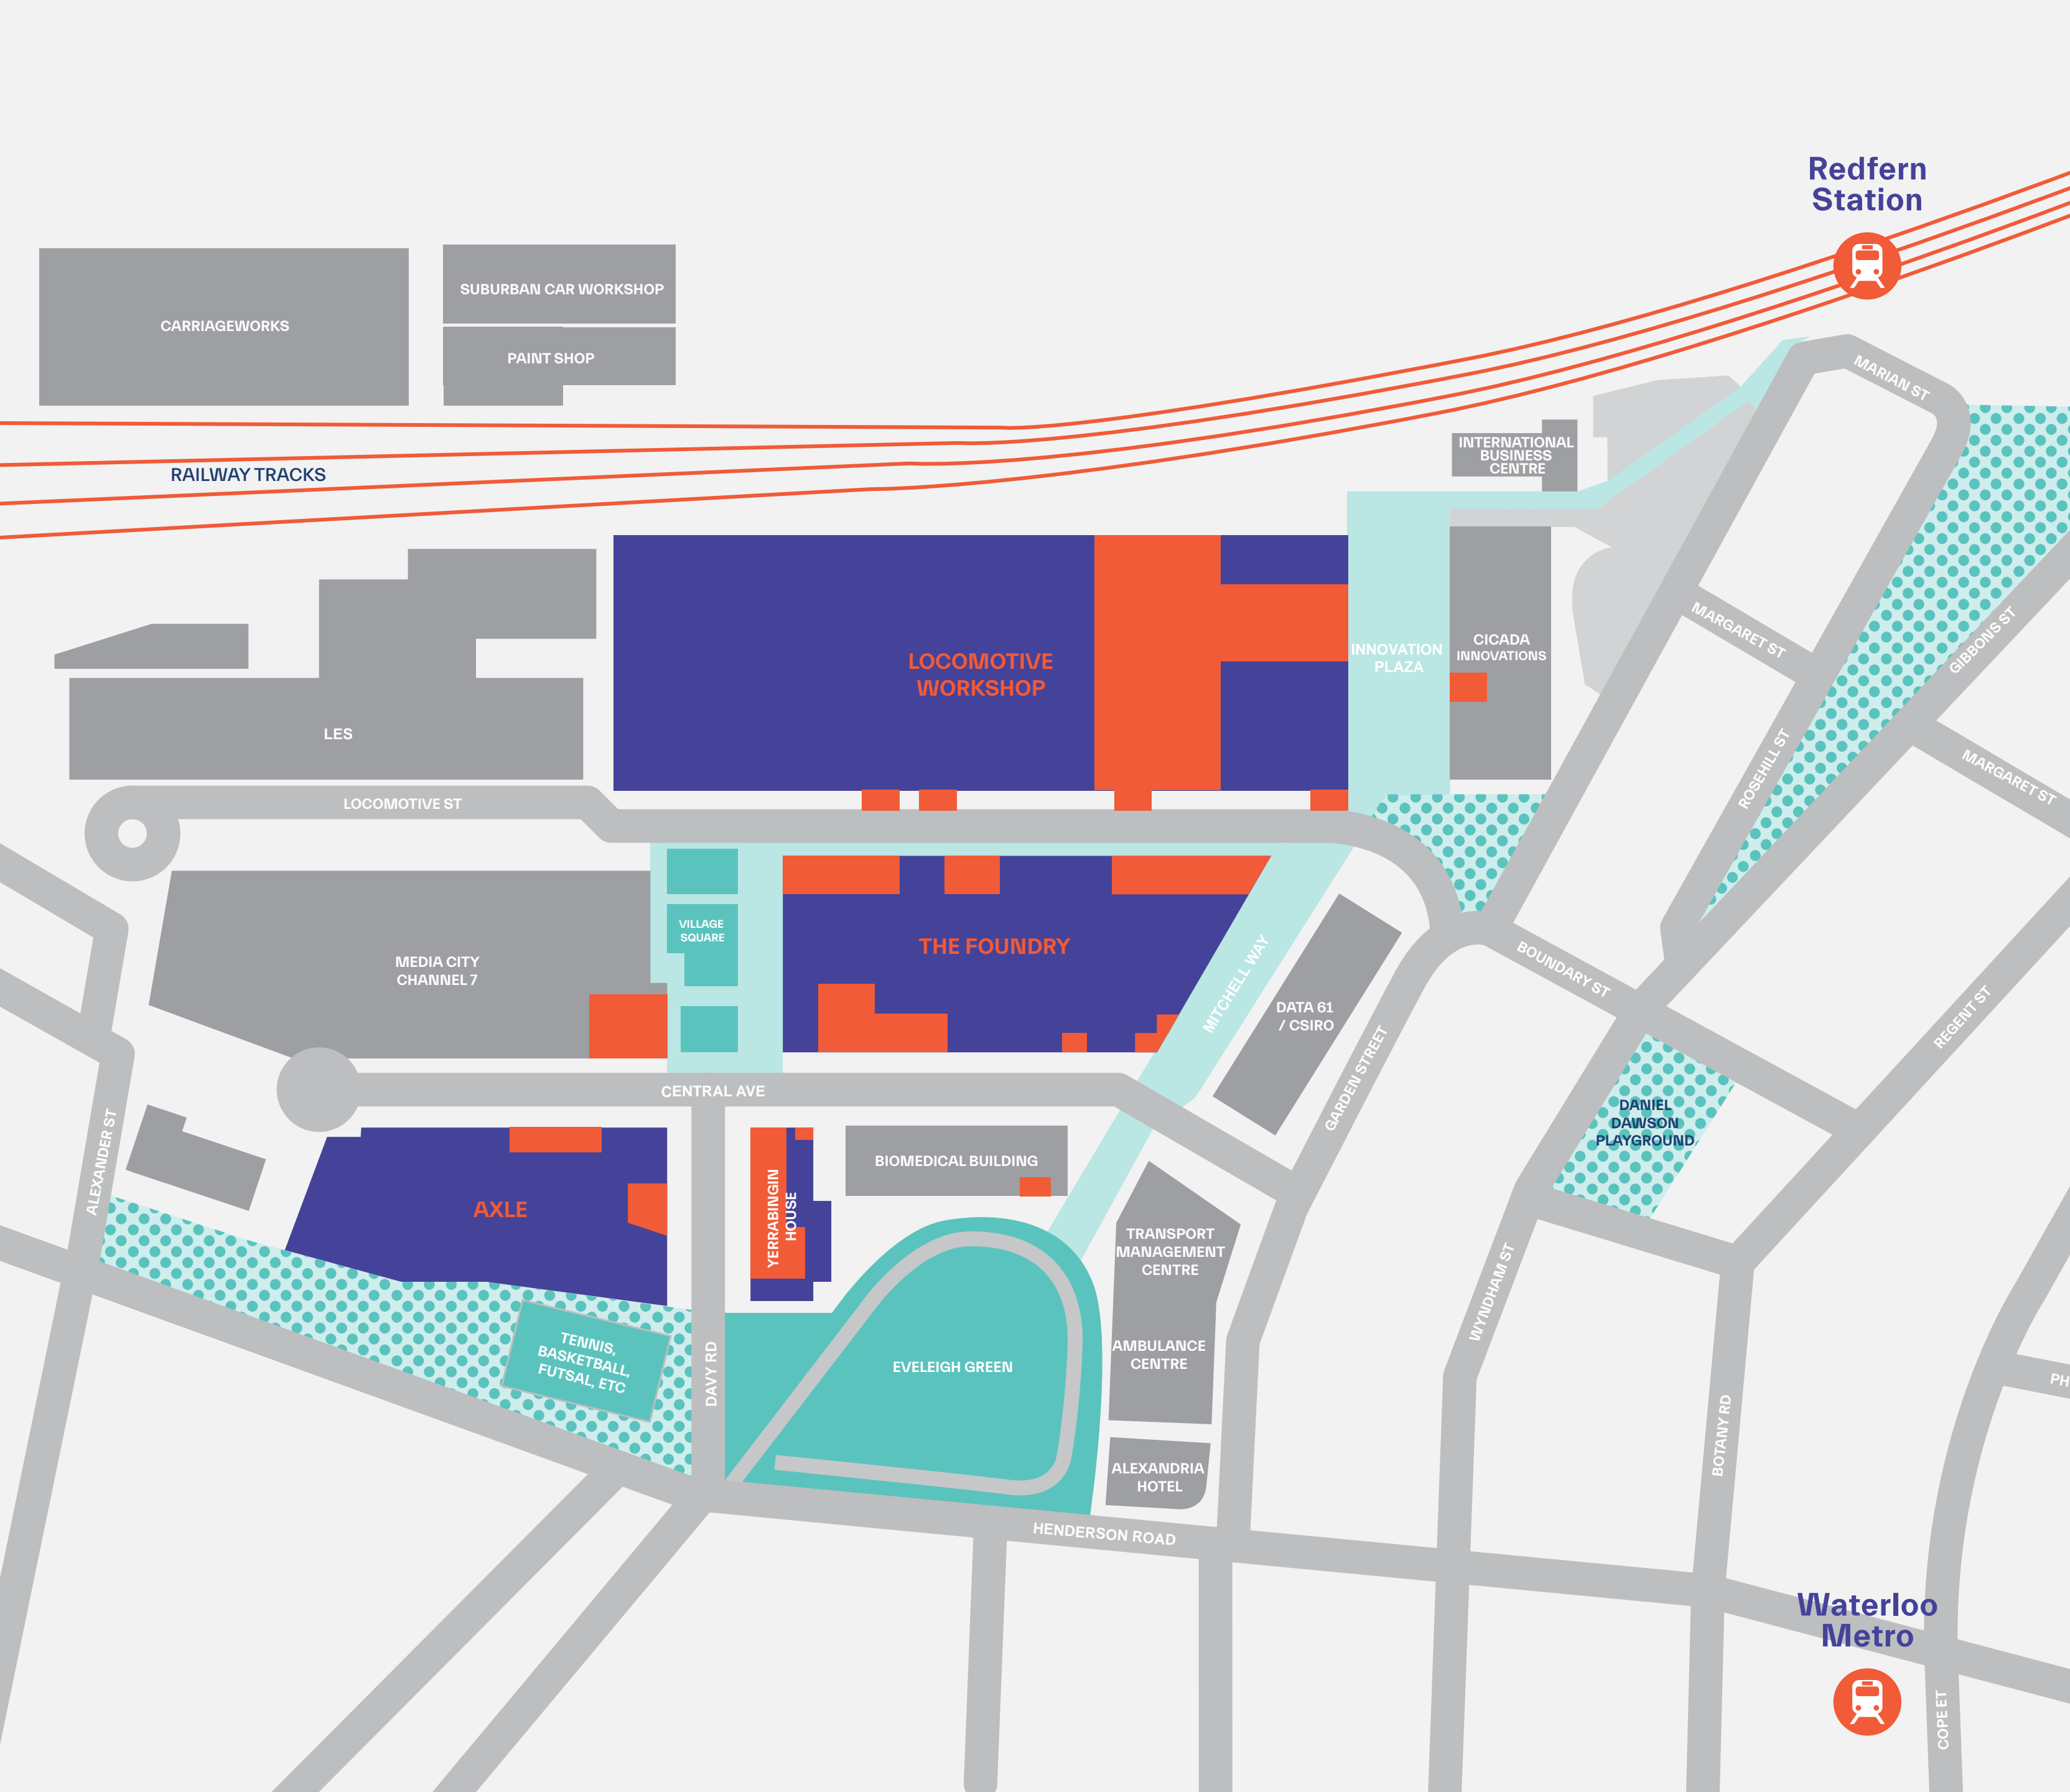 Redfern
Station
SUBURBAN CAR WORKSHOP
CARRIAGEWORKS
PAINT SHOP
MARIAN ST
INTERNATIONAL
BUSINESS
CENTRE
RAILWAY TRACKS
MARGARET ST
GIBBONS ST
INNOVATION
PLAZA
CICADA
INNOVATIONS
LOCOMOTIVE
WORKSHOP
LES
ROSEHILL ST
MARGARET ST
LOCOMOTIVE ST
VILLAGE
SQUARE
THE FOUNDRY
MEDIA CITY
CHANNEL 7
MITCHELL WAY
BOUNDARY ST
DATA 61
/ CSIRO
REGENT ST
GARDEN STREET
CENTRAL AVE
DANIEL
DAWSON
PLAYGROUND
ALEXANDER ST
BIOMEDICAL BUILDING
AXLE
YERRABINGIN
HOUSE
TRANSPORT
MANAGEMENT
CENTRE
WYNDHAM ST
TENNIS,
BASKETBALL,
FUTSAL, ETC
DAVY RD
EVELEIGH GREEN
AMBULANCE
CENTRE
PH
BOTANY RD
ALEXANDRIA
HOTEL
HENDERSON ROAD
Waterloo
Metro
COPE ET